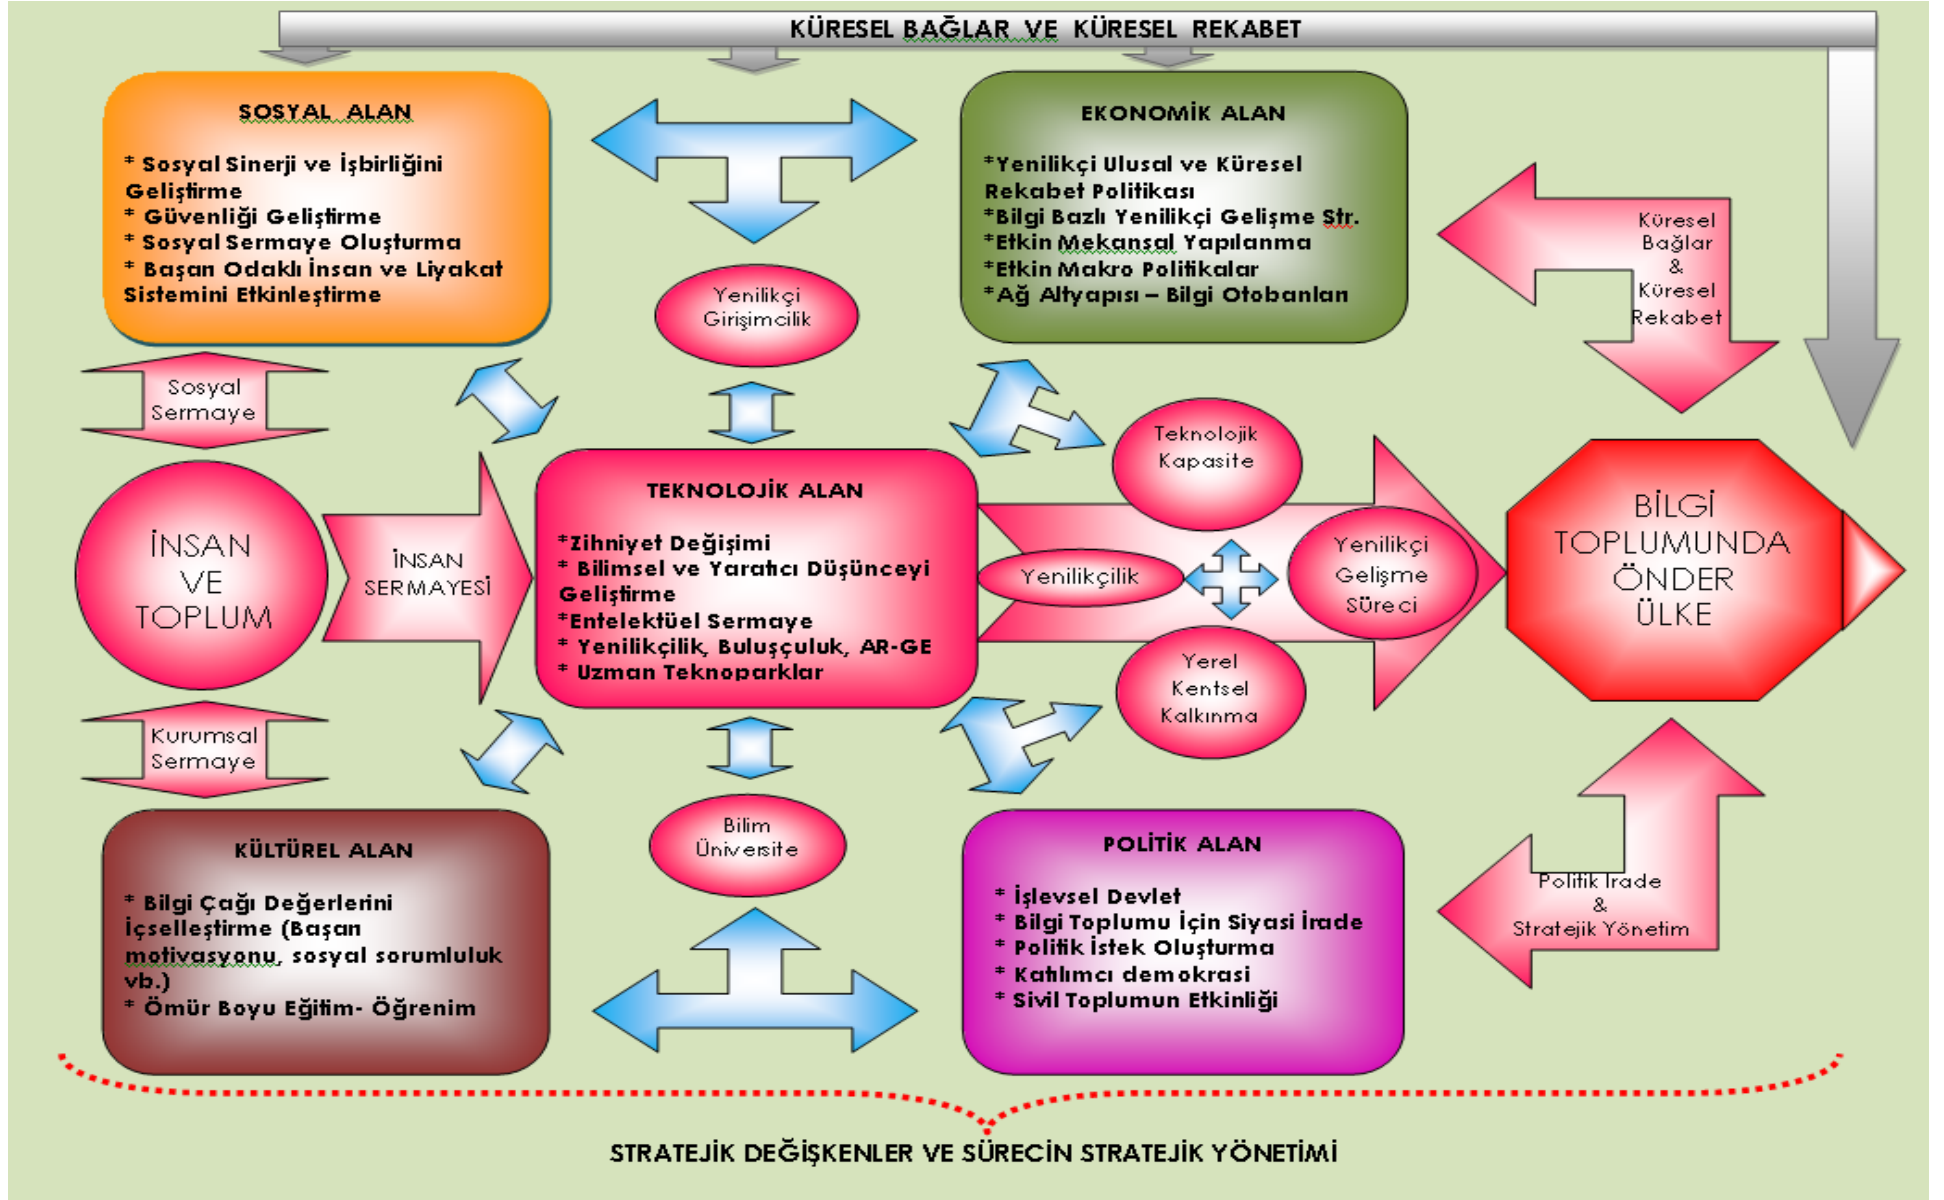 KÜRESEL BAĞLAR VE KÜRESEL REKABET
SOSYAL ALAN
* Sosyal Sinerji ve İşbirliğini
Geliştirme
* Güvenliği Geliştirme
* Sosyal Sermaye Oluşturma
* Başarı Odaklı İnsan ve Liyakat
Sistemini Etkinleştirme
EKONOMİK ALAN
*Yenilikçi Ulusal ve Küresel
Rekabet Politikası
*Bilgi Bazlı Yenilikçi Gelişme Str.
*Etkin Mekansal Yapılanma
*Etkin Makro Politikalar
*Ağ Altyapısı – Bilgi Otobanları
Yenilikçi
Girişimcilik
Küresel
Bağlar
&
Küresel
Rekabet
Sosyal
Sermaye
İNSAN
VE
TOPLUM
İNSAN
SERMAYESİ
TEKNOLOJİK ALAN
*Zihniyet Değişimi
* Bilimsel ve Yaratıcı Düşünceyi
Geliştirme
*Entelektüel Sermaye
* Yenilikçilik, Buluşçuluk, AR-GE
* Uzman Teknoparklar
Teknolojik
Kapasite
Yenilikçilik
Yenilikçi
Gelişme
Süreci
Yerel
Kentsel
Kalkınma
BİLGİ
TOPLUMUNDA
ÖNDER
ÜLKE
Kurumsal
Sermaye
Bilim
Üniversite
KÜLTÜREL ALAN
* Bilgi Çağı Değerlerini
İçselleştirme (Başarı
motivasyonu, sosyal sorumluluk
vb.)
* Ömür Boyu Eğitim- Öğrenim
POLİTİK ALAN
* İşlevsel Devlet
* Bilgi Toplumu İçin Siyasi İrade
* Politik İstek Oluşturma
* Katılımcı demokrasi
* Sivil Toplumun Etkinliği
Politik İrade
&
Stratejik Yönetim
STRATEJİK DEĞİŞKENLER VE SÜRECİN STRATEJİK YÖNETİMİ